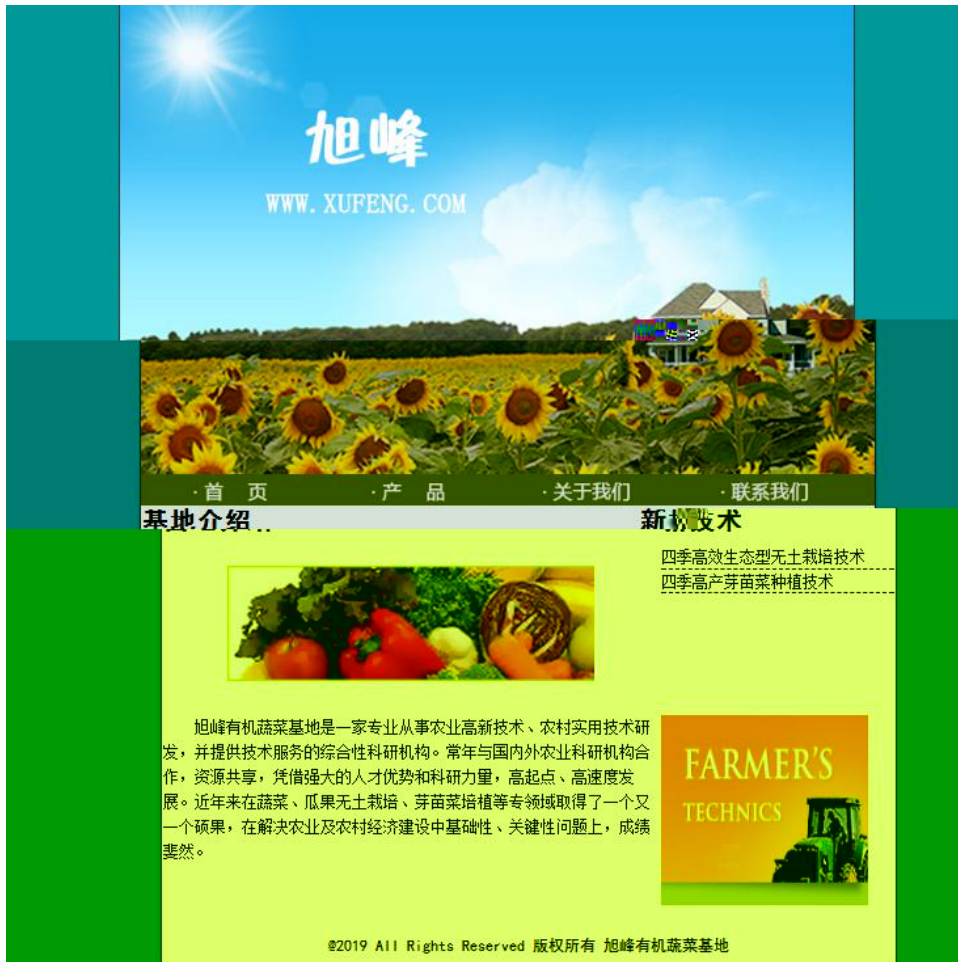 旭峰
WWW. XUFENG. COM
·首 页 ·产 品 ·关于我们 ·联系我们
基地介绍
新 技术
四季高效生态型无土栽培技术
四季高产芽苗菜种植技术
旭峰有机蔬菜基地是一家专业从事农业高新技术、农村实用技术研
发，并提供技术服务的综合性科研机构。常年与国内外农业科研机构合
作，资源共享，凭借强大的人才优势和科研力量，高起点、高速度发
展。近年来在蔬菜、瓜果无土栽培、芽苗菜培植等专领域取得了一个又
一个硕果，在解决农业及农村经济建设中基础性、关键性问题上，成绩
斐然。
FARMER'S
TECHNICS
@2019 All Rights Reserved 版权所有 旭峰有机蔬菜基地